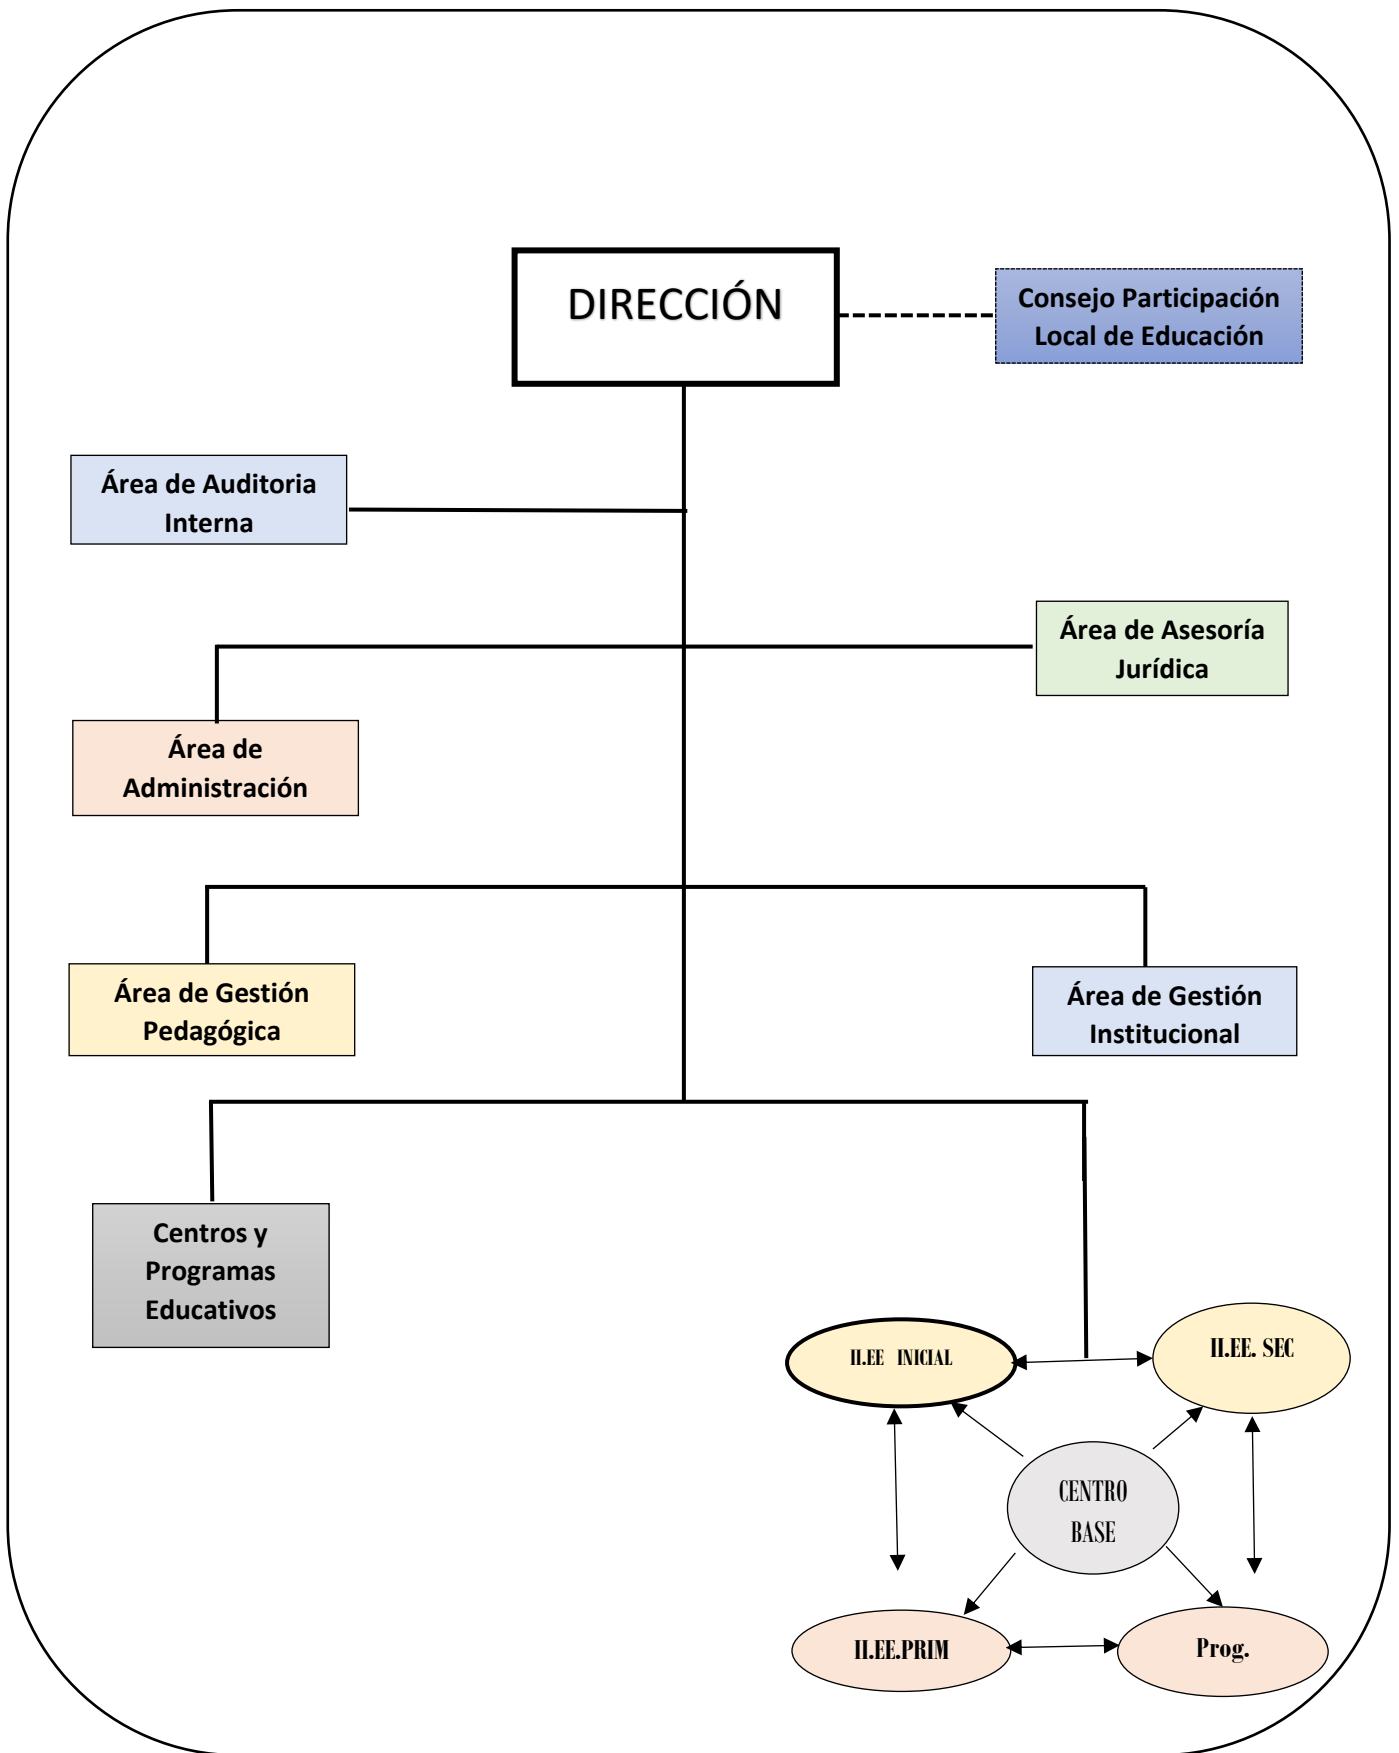 DIRECCIÓN
Consejo Participación
Local de Educación
Área de Auditoria
Interna
Área de Asesoría
Jurídica
Área de
Administración
Área de Gestión
Pedagógica
Área de Gestión
Institucional
Centros y
Programas
Educativos
II.EE INICIAL
II.EE. SEC
CENTRO
BASE
II.EE.PRIM
Prog.